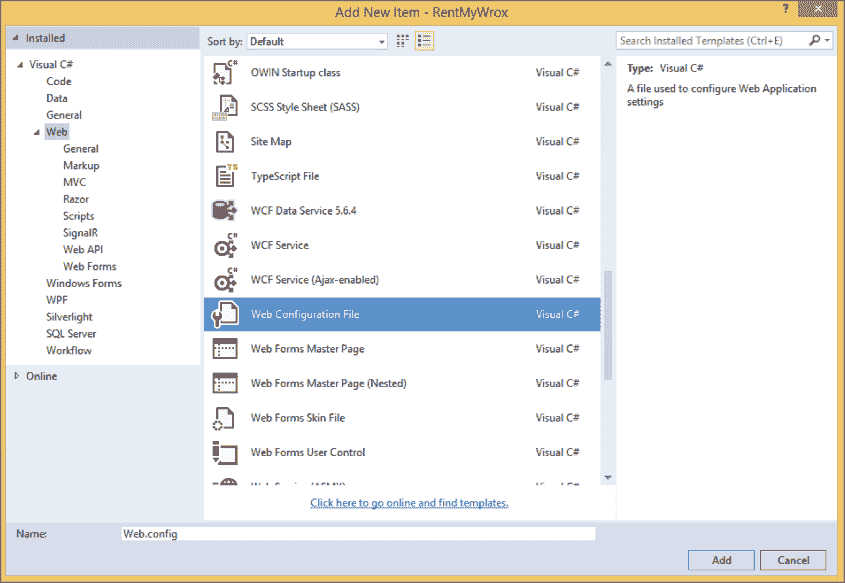 Add New Item - RentMyWrox
?
Installed
Sort by: Default
Search Installed Templates (Ctrl+E)
Visual C#
Code
Data
General
Web
General
Markup
MVC
Razor
Scripts
SignalR
Web API
Web Forms
Windows Forms
WPF
Silverlight
SQL Server
Workflow
Online
OWIN Startup class Visual C#
SCSS Style Sheet (SASS) Visual C#
Site Map Visual C#
TypeScript File Visual C#
WCF Data Service 5.6.4 Visual C#
WCF Service Visual C#
WCF Service (Ajax-enabled) Visual C#
Web Configuration File Visual C#
Web Forms Master Page Visual C#
Web Forms Master Page (Nested) Visual C#
Web Forms Skin File Visual C#
Web Forms User Control Visual C#
Click here to go online and find templates.
Type: Visual C#
A file used to configure Web Application
settings
Name: Web.config
Add Cancel